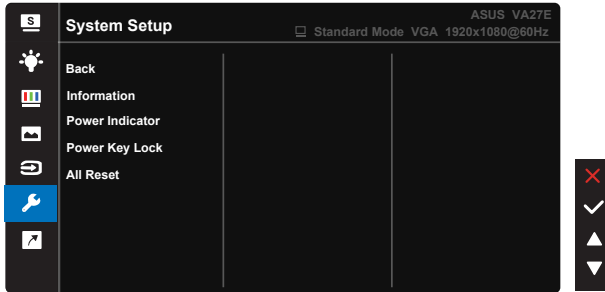 S
System Setup
ASUS VA27E
Standard Mode VGA 1920x1080@60Hz
Back
Information
Power Indicator
Power Key Lock
All Reset